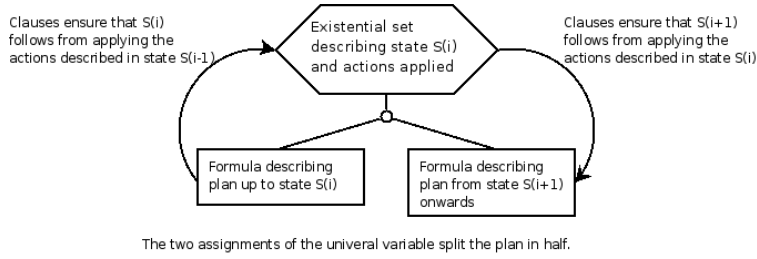 Clauses ensure that S(i)
follows from applying the
actions described in state S(i-1)
Existential set
describing state S(i)
and actions applied
Clauses ensure that S(i+1)
follows from applying the
actions described in state S(i)
Formula describing
plan up to state S(i)
Formula describing
plan from state S(i+1)
onwards
The two assignments of the univeral variable split the plan in half.